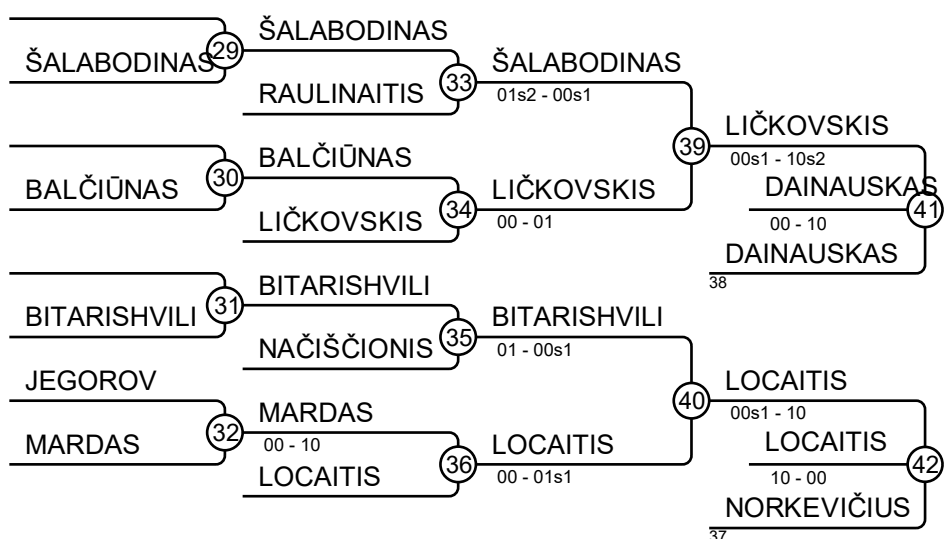 ŠALABODINAS
29
ŠALABODINAS
RAULINAITIS
33
ŠALABODINAS
01s2 - 00s1
BALČIŪNAS
30
BALČIŪNAS
LIČKOVSKIS
34
LIČKOVSKIS
00 - 01
39
LIČKOVSKIS
00s1 - 10s2
DAINAUSKAS
00 - 10
41
DAINAUSKAS
38
BITARISHVILI
31
BITARISHVILI
NAČIŠČIONIS
35
BITARISHVILI
01 - 00s1
JEGOROV
MARDAS
32
MARDAS
00 - 10
LOCAITIS
36
LOCAITIS
00 - 01s1
40
LOCAITIS
00s1 - 10
LOCAITIS
10 - 00
42
NORKEVIČIUS
37